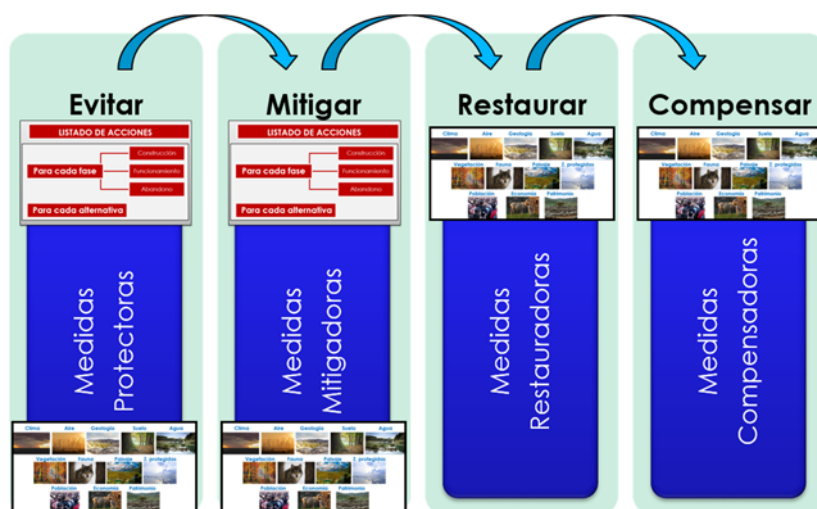 Evitar
LISTADO DE ACCIONES
Construcción
Para cada fase
Funcionamiento
Abandono
Para cada alternativa
Medidas
Protectoras
Clima Aire Geología Suelo Agua
Vegetación Fauna Paisaje E. protegidos
Población Economía Patrimonio
Mitigar
LISTADO DE ACCIONES
Construcción
Para cada fase
Funcionamiento
Abandono
Para cada alternativa
Medidas
Mitigadoras
Clima Aire Geología Suelo Agua
Vegetación Fauna Paisaje E. protegidos
Población Economía Patrimonio
Restaurar
Clima Aire Geología Suelo Agua
Vegetación Fauna Paisaje E. protegidos
Población Economía Patrimonio
Medidas
Restauradoras
Compensar
Clima Aire Geología Suelo Agua
Vegetación Fauna Paisaje E. protegidos
Población Economía Patrimonio
Medidas
Compensadoras